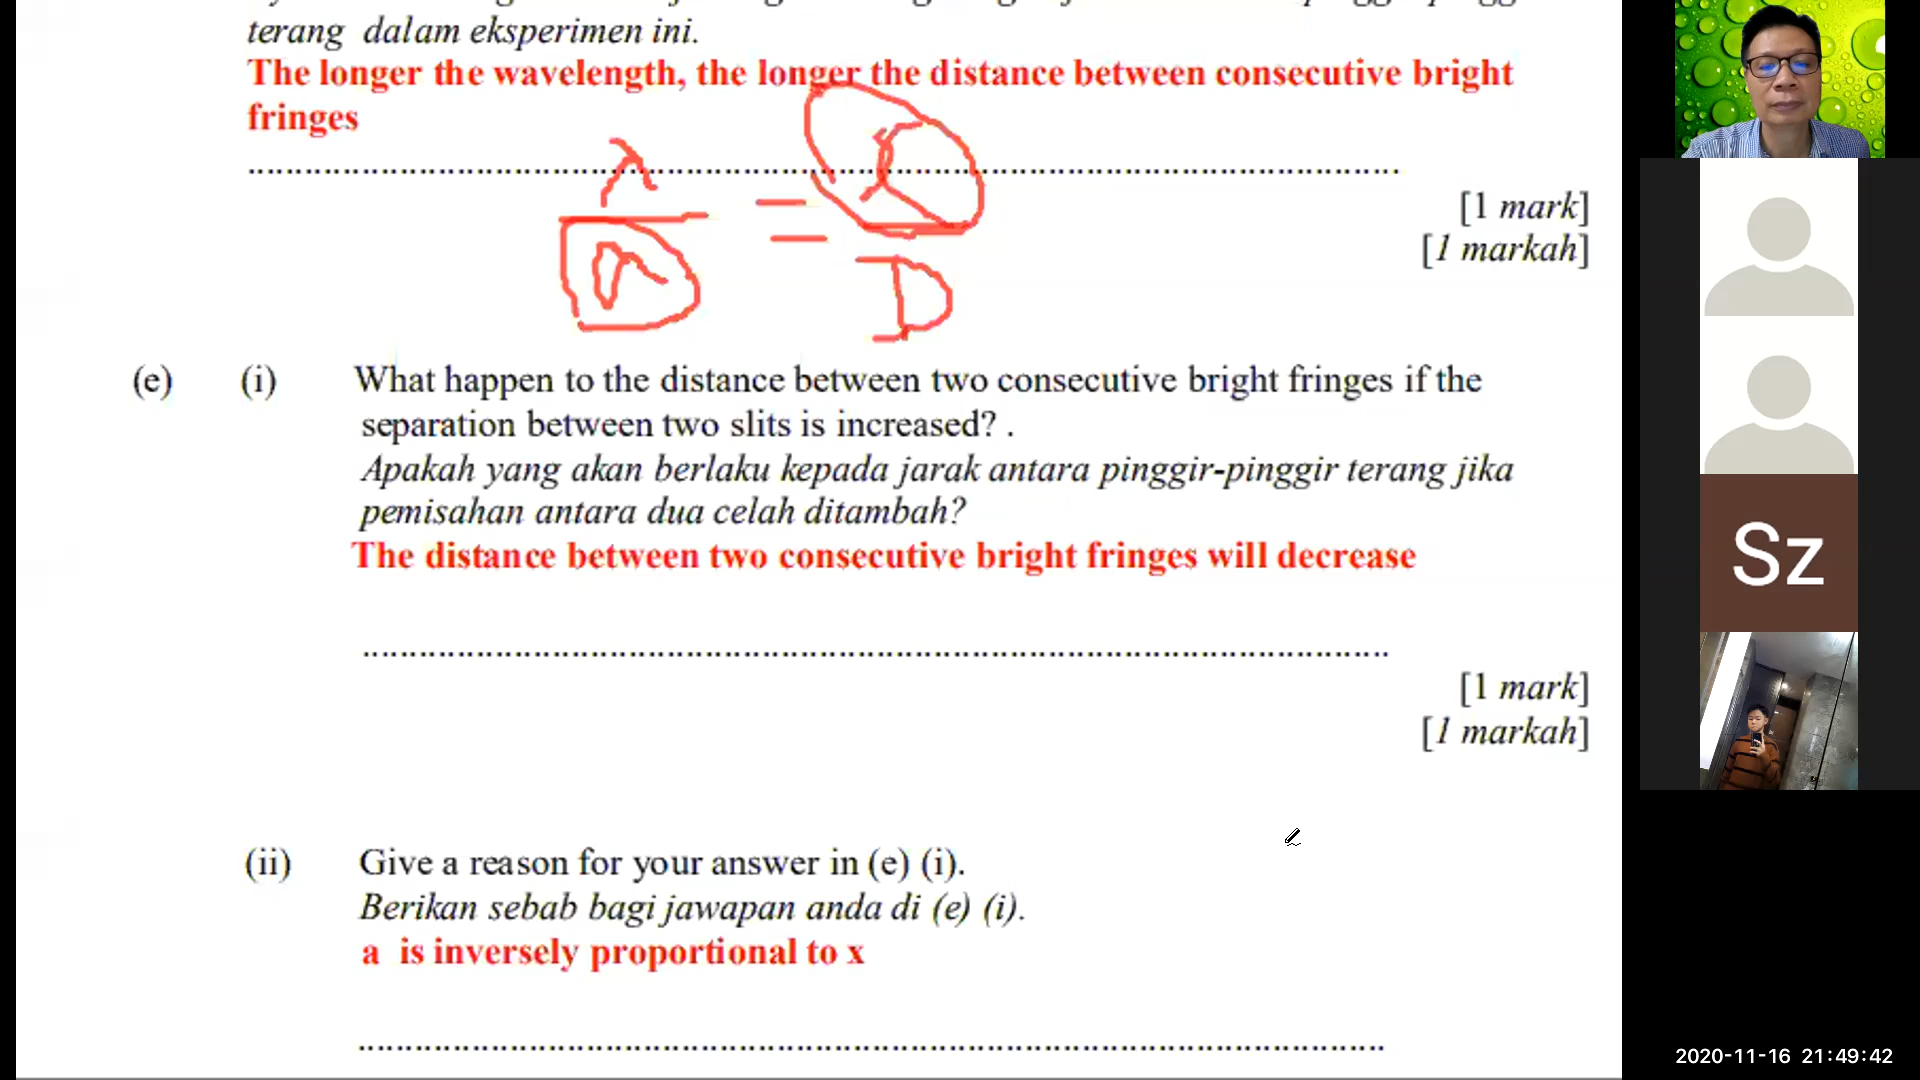 terang dalam eksperimen ini.
The longer the wavelength, the longer the distance between consecutive bright
fringes
λ = x
a D
[1 mark]
[1 markah]
(e) (i) What happen to the distance between two consecutive bright fringes if the
separation between two slits is increased? .
Apakah yang akan berlaku kepada jarak antara pinggir-pinggir terang jika
pemisahan antara dua celah ditambah?
The distance between two consecutive bright fringes will decrease
[1 mark]
[1 markah]
(ii) Give a reason for your answer in (e) (i).
Berikan sebab bagi jawapan anda di (e) (i).
a is inversely proportional to x
Sz
2020-11-16 21:49:42